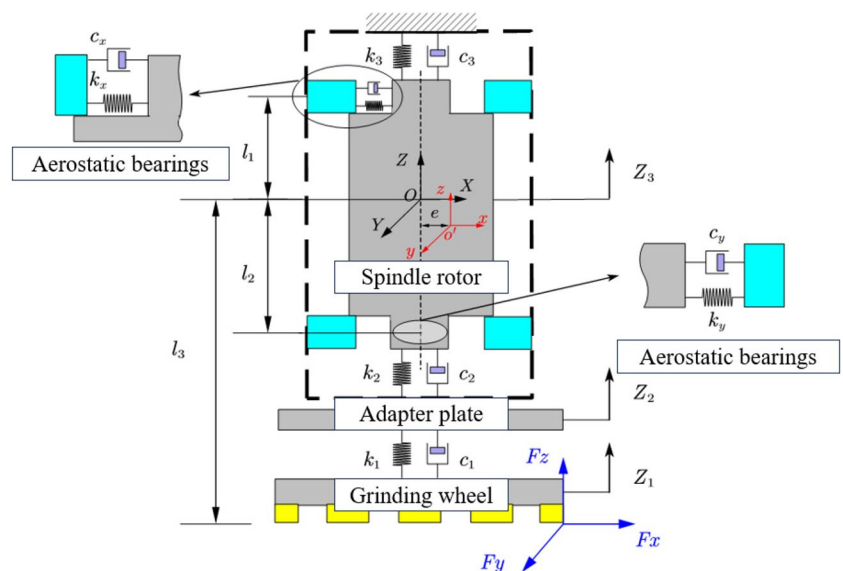 c_x
k_x
Aerostatic bearings
k_3
c_3
l_1
Z
O
X
Y
z
e
x
o'
y
Z_3
l_2
Spindle rotor
c_y
k_y
Aerostatic bearings
l_3
k_2
c_2
Z_2
Adapter plate
k_1
c_1
Fz
Z_1
Grinding wheel
Fx
Fy